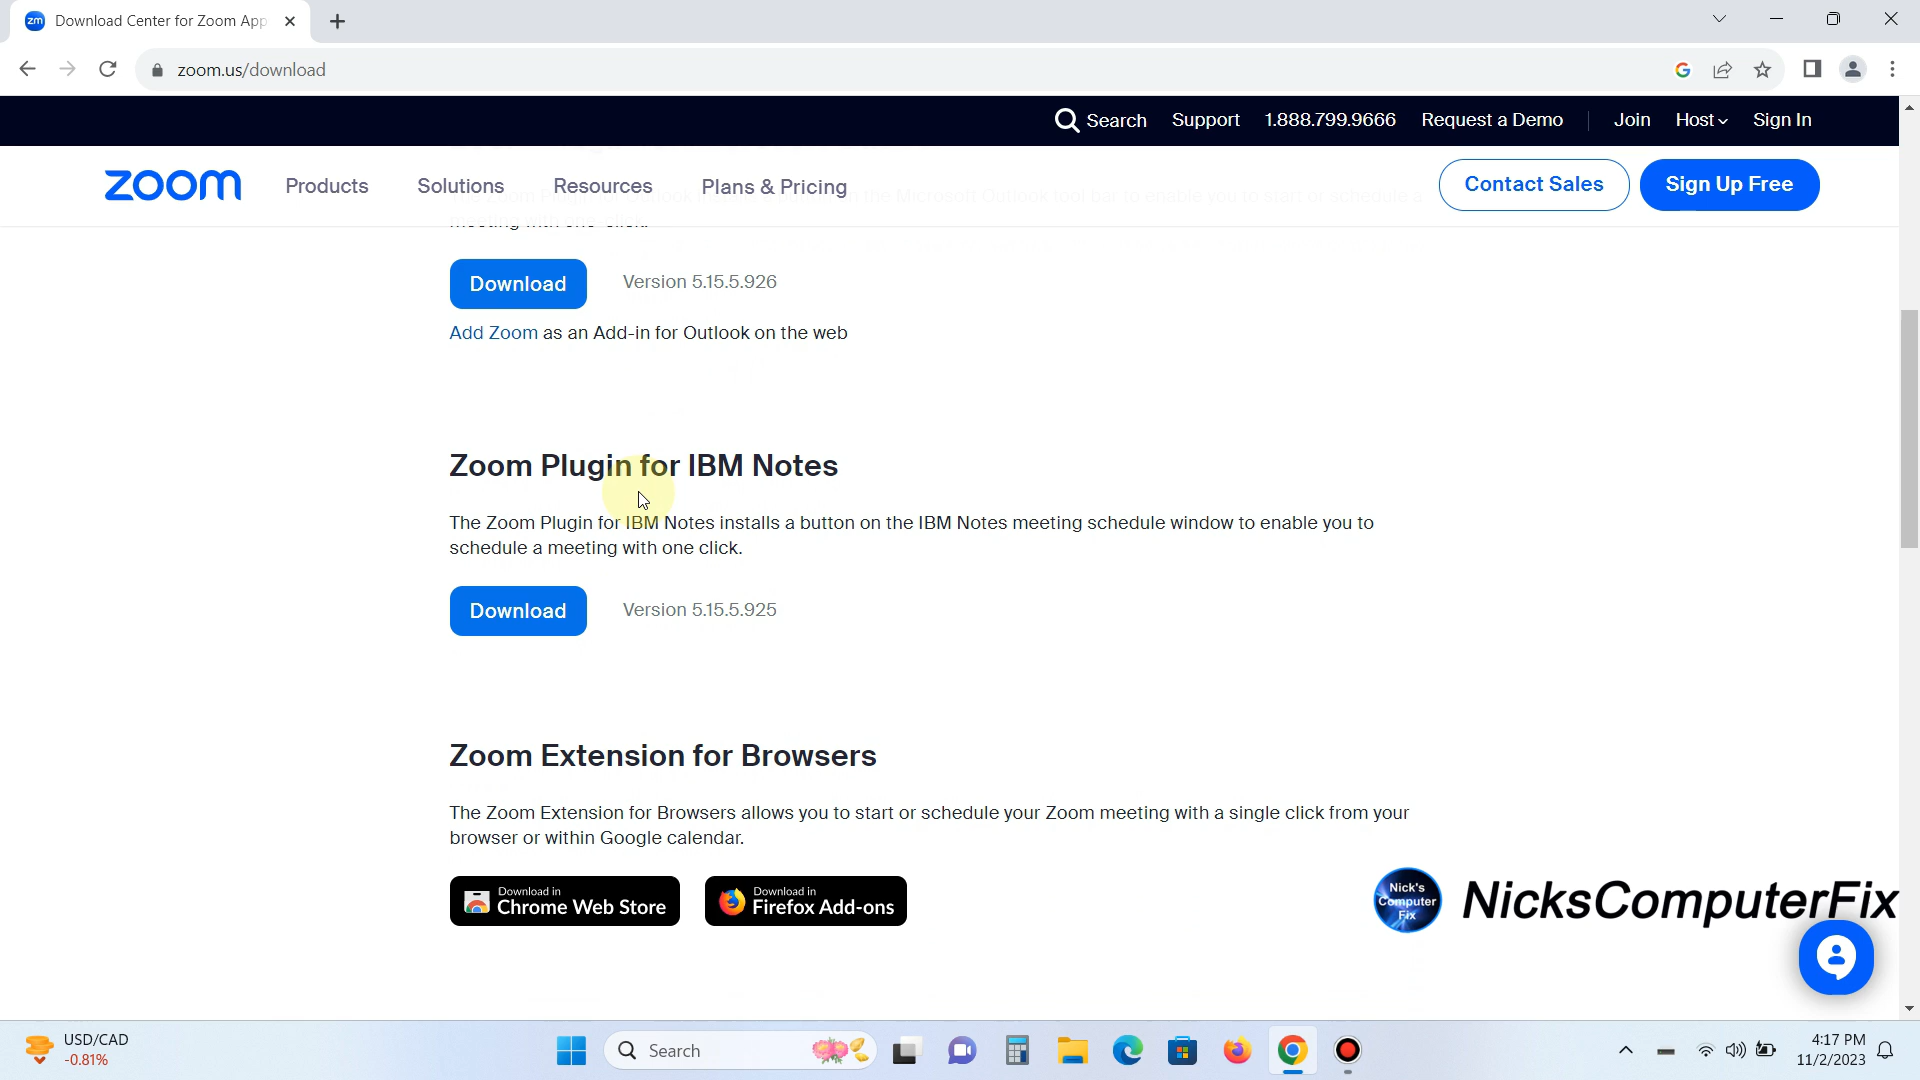 Download Center for Zoom App
zoom.us/download
Search Support 1.888.799.9666 Request a Demo Join Host Sign In
zoom Products Solutions Resources Plans & Pricing Contact Sales Sign Up Free
meeting with one-click.
Download Version 5.15.5.926
Add Zoom as an Add-in for Outlook on the web
Zoom Plugin for IBM Notes
The Zoom Plugin for IBM Notes installs a button on the IBM Notes meeting schedule window to enable you to
schedule a meeting with one click.
Download Version 5.15.5.925
Zoom Extension for Browsers
The Zoom Extension for Browsers allows you to start or schedule your Zoom meeting with a single click from your
browser or within Google calendar.
Download in
Chrome Web Store
Download in
Firefox Add-ons
Nick's
Computer
Fix
NicksComputerFix
USD/CAD
-0.81%
Search
4:17 PM
11/2/2023